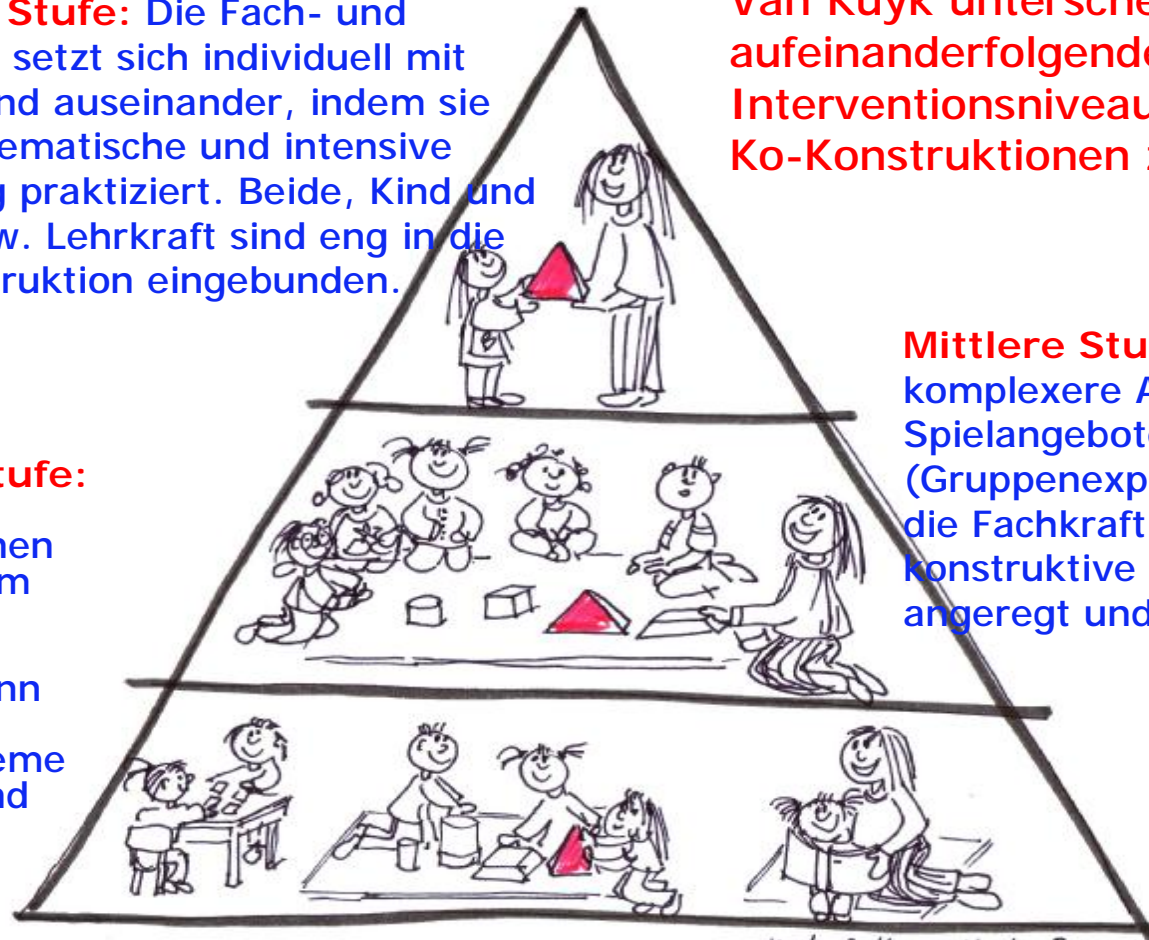 Stufe: Die Fach- und
setzt sich individuell mit
nd auseinander, indem sie
ematische und intensive
g praktiziert. Beide, Kind und
w. Lehrkraft sind eng in die
ruktion eingebunden.
Van Kuyk untersche
aufeinanderfolgende
Interventionsniveau
Ko-Konstruktionen
Mittlere Stu
komplexere A
Spielangebote
(Gruppenexp
die Fachkraft
konstruktive
angeregt und
tufe:
nen
m
nn
eme
nd